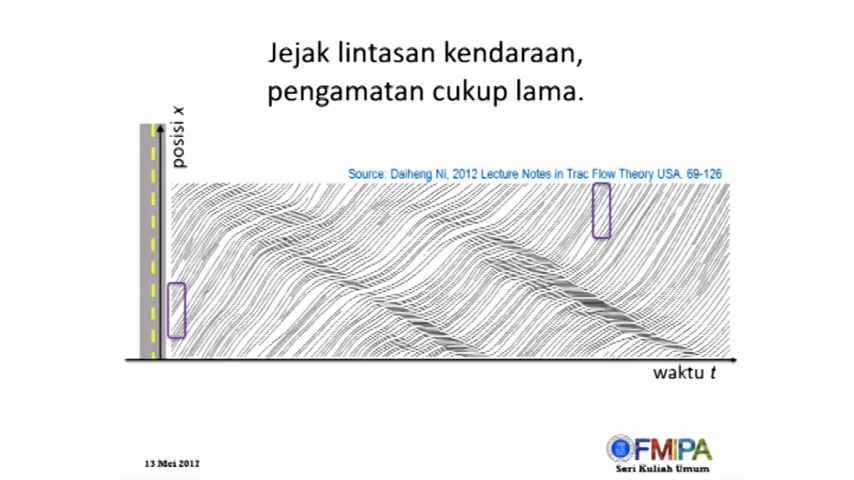 Jejak lintasan kendaraan,
pengamatan cukup lama.
posisi x
Source: Daiheng Ni, 2012 Lecture Notes in Trac Flow Theory USA. 69-126
waktu t
FMIPA
Seri Kuliah Umum
13 Mei 2017